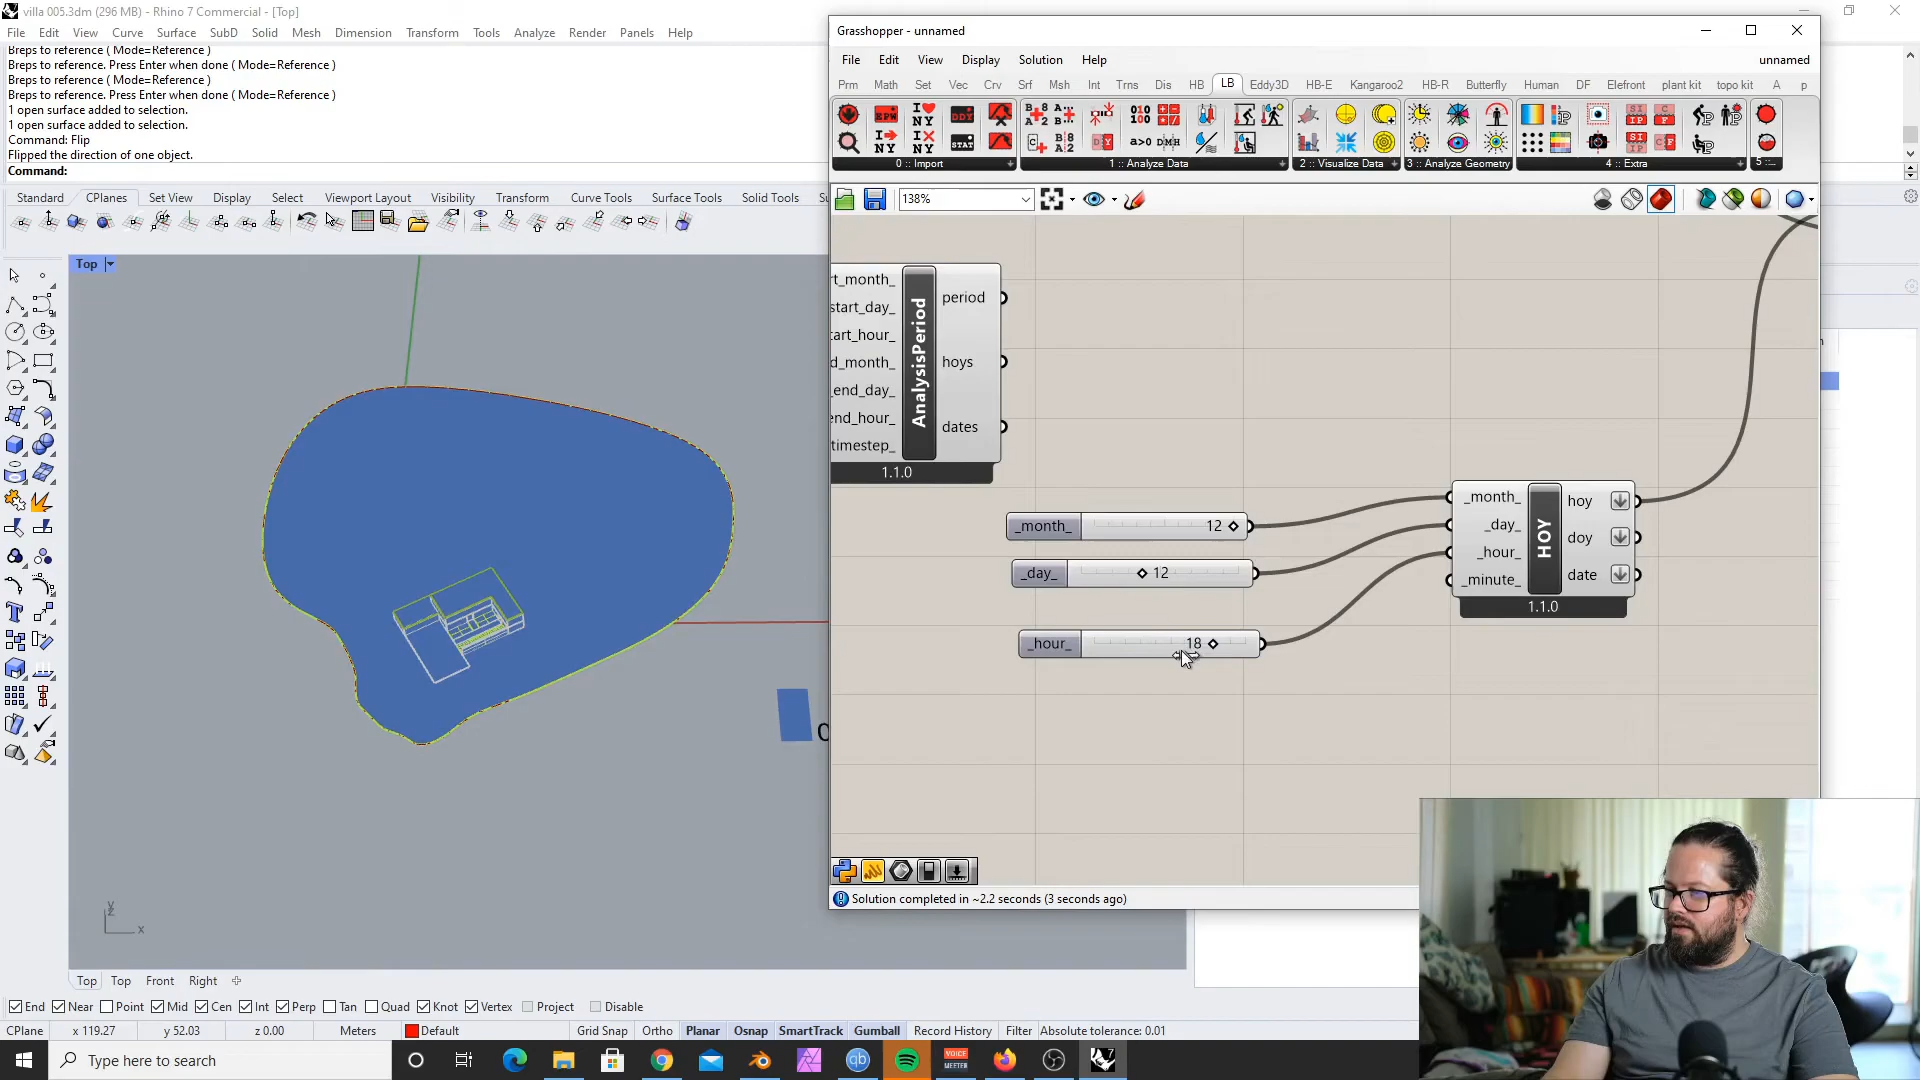 villa 005.3dm (296 MB) - Rhino 7 Commercial - [Top]
File Edit View Curve Surface SubD Solid Mesh Dimension Transform Tools Analyze Render Panels Help
Breps to reference ( Mode=Reference )
Breps to reference. Press Enter when done ( Mode=Reference )
Breps to reference ( Mode=Reference )
Breps to reference. Press Enter when done ( Mode=Reference )
1 open surface added to selection.
1 open surface added to selection.
Command: Flip
Flipped the direction of one object.
Command:
Standard CPlanes Set View Display Select Viewport Layout Visibility Transform Curve Tools Surface Tools Solid Tools
Top
Grasshopper - unnamed
File Edit View Display Solution Help unnamed
Prm Math Set Vec Crv Srf Msh Int Trns Dis HB LB Eddy3D HB-E Kangaroo2 HB-R Butterfly Human DF Elefront plant kit topo kit A p
0 :: Import 1 :: Analyze Data 2 :: Visualize Data 3 :: Analyze Geometry 4 :: Extra 5 ::
138%
rt_month_
start_day_
tart_hour_
d_month_
_end_day_
end_hour_
timestep_
AnalysisPeriod
period
hoys
dates
1.1.0
_month_ 12
_day_ 12
_hour_ 18
_month_
_day_
_hour_
_minute_
HOY
hoy
doy
date
1.1.0
Solution completed in ~2.2 seconds (3 seconds ago)
y
x
Top Top Front Right
End Near Point Mid Cen Int Perp Tan Quad Knot Vertex Project Disable
CPlane x 119.27 y 52.03 z 0.00 Meters Default Grid Snap Ortho Planar Osnap SmartTrack Gumball Record History Filter Absolute tolerance: 0.01
Type here to search